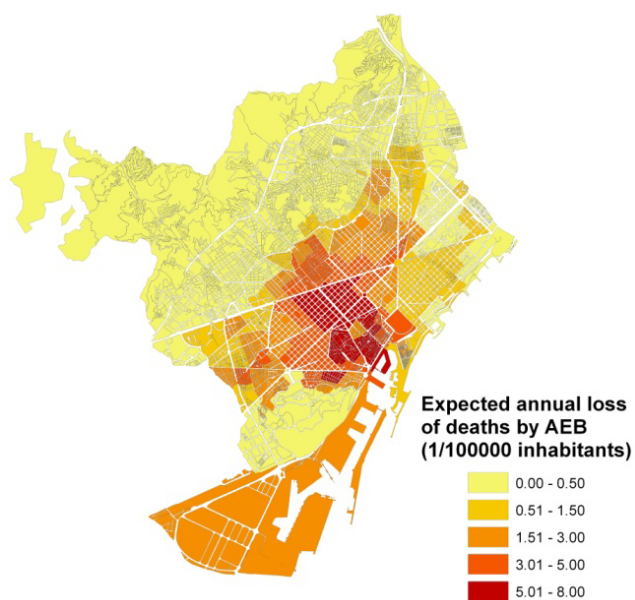 Expected annual loss
of deaths by AEB
(1/100000 inhabitants)
0.00 - 0.50
0.51 - 1.50
1.51 - 3.00
3.01 - 5.00
5.01 - 8.00